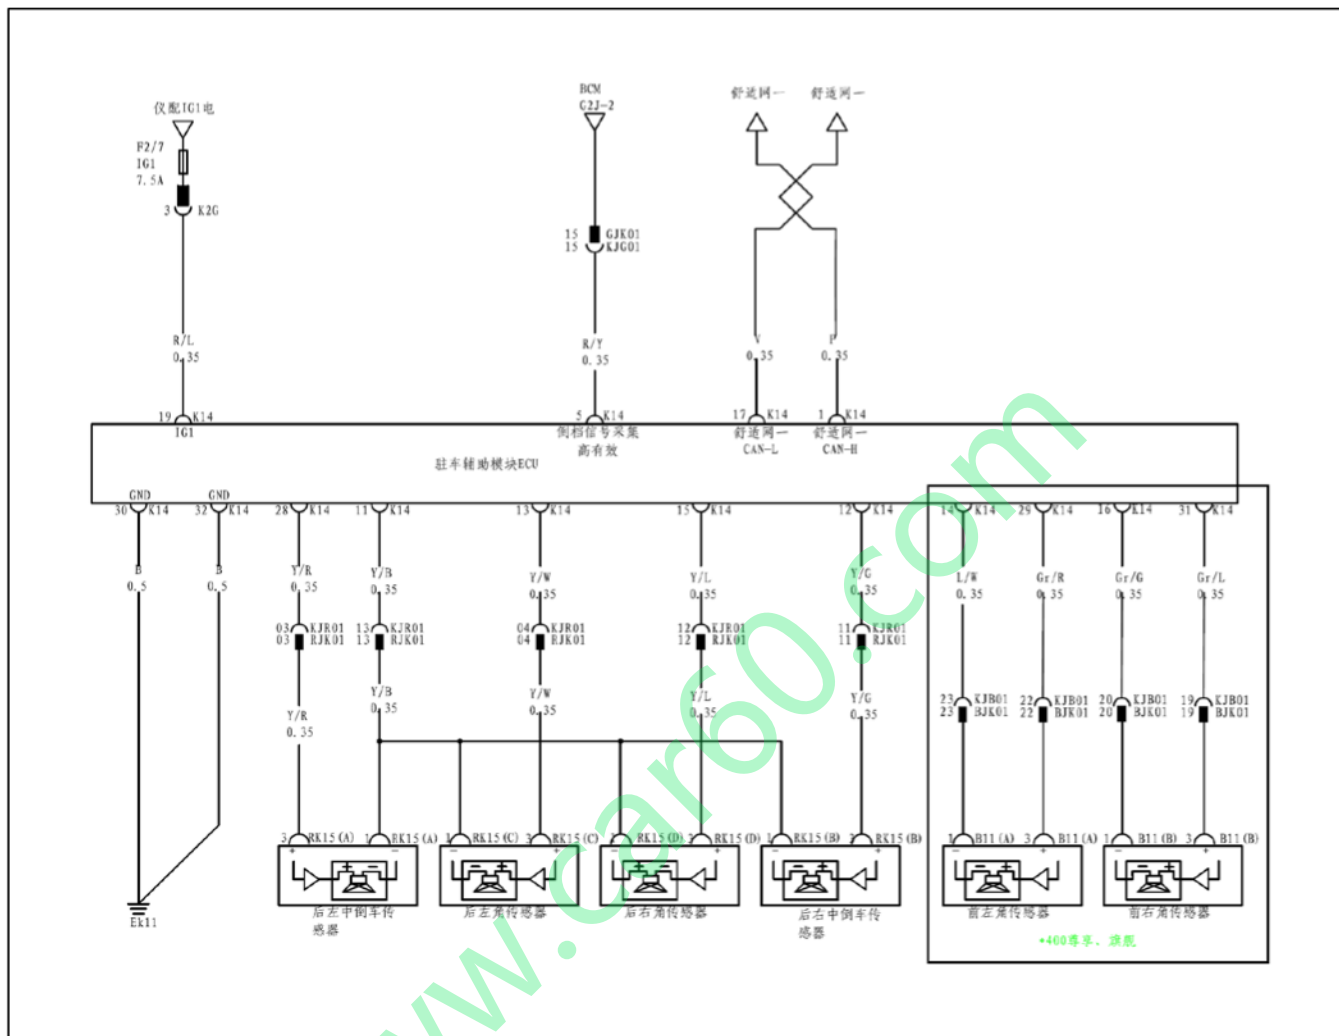 仪配IG1电
F2/7
IG1
7.5A
3 K2G
BCM
G2J-2
舒适网一 舒适网一
15 GJK01
15 KJG01
R/L
0.35
R/Y
0.35
V
0.35
P
0.35
19 K14
5 K14
17 K14
1 K14
IG1
倒档信号采集
高有效
舒适网一
CAN-L
舒适网一
CAN-H
驻车辅助模块ECU
GND GND
30 K14 32 K14 28 K14 11 K14 13 K14 15 K14 12 K14 14 K14 29 K14 16 K14 31 K14
B
0.5
B
0.5
Y/R
0.35
Y/B
0.35
Y/W
0.35
Y/L
0.35
Y/G
0.35
L/W
0.35
Gr/R
0.35
Gr/G
0.35
Gr/L
0.35
03 KJR01 13 KJR01 04 KJR01 12 KJR01 11 KJR01
03 RJK01 13 RJK01 04 RJK01 12 RJK01 11 RJK01
Y/R
0.35
Y/B
0.35
Y/W
0.35
Y/L
0.35
Y/G
0.35
23 KJB01 22 KJB01 20 KJB01 19 KJB01
23 BJK01 22 BJK01 20 BJK01 19 BJK01
3 RK15(A) 1 RK15(A) 1 RK15(C) 3 RK15(C) RK15(D) RK15(D) 1 RK15(B) RK15(B) 1 B11(A) 3 B11(A) 1 B11(B) 3 B11(B)
后左中倒车传
感器
后左角传感器
后右角传感器
后右中倒车传
感器
前左角传感器
前右角传感器
Ek11
*400尊享、旗舰
www.car60.com